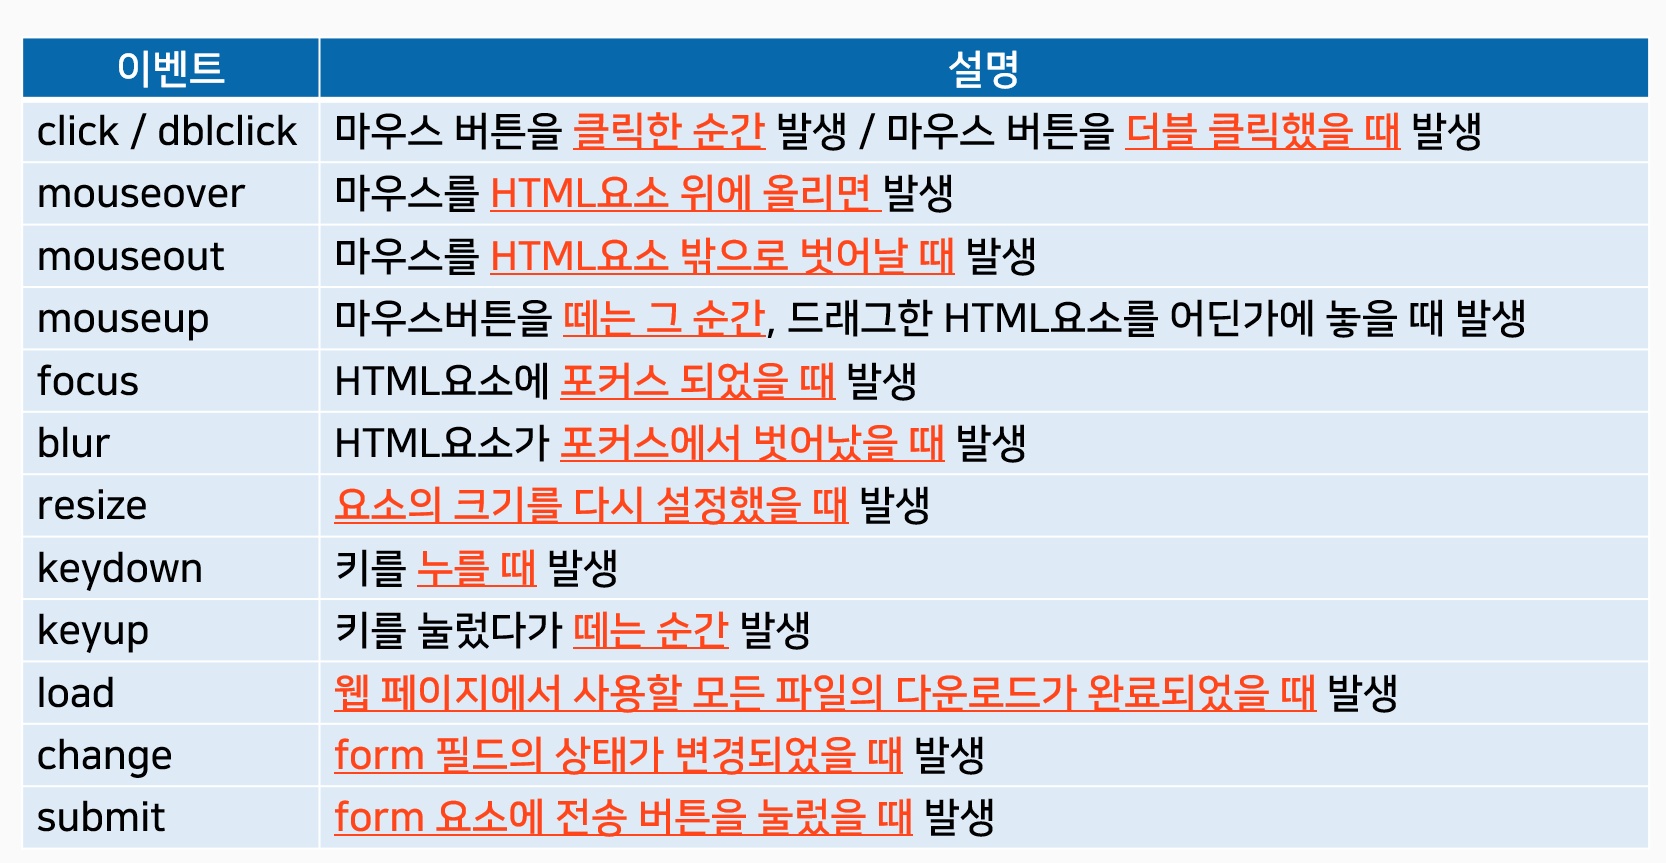 이벤트 설명
click / dblclick 마우스 버튼을 클릭한 순간 발생 / 마우스 버튼을 더블 클릭했을 때 발생
mouseover 마우스를 HTML요소 위에 올리면 발생
mouseout 마우스를 HTML요소 밖으로 벗어날 때 발생
mouseup 마우스버튼을 떼는 그 순간, 드래그한 HTML요소를 어딘가에 놓을 때 발생
focus HTML요소에 포커스 되었을 때 발생
blur HTML요소가 포커스에서 벗어났을 때 발생
resize 요소의 크기를 다시 설정했을 때 발생
keydown 키를 누를 때 발생
keyup 키를 눌렀다가 떼는 순간 발생
load 웹 페이지에서 사용할 모든 파일의 다운로드가 완료되었을 때 발생
change form 필드의 상태가 변경되었을 때 발생
submit form 요소에 전송 버튼을 눌렀을 때 발생